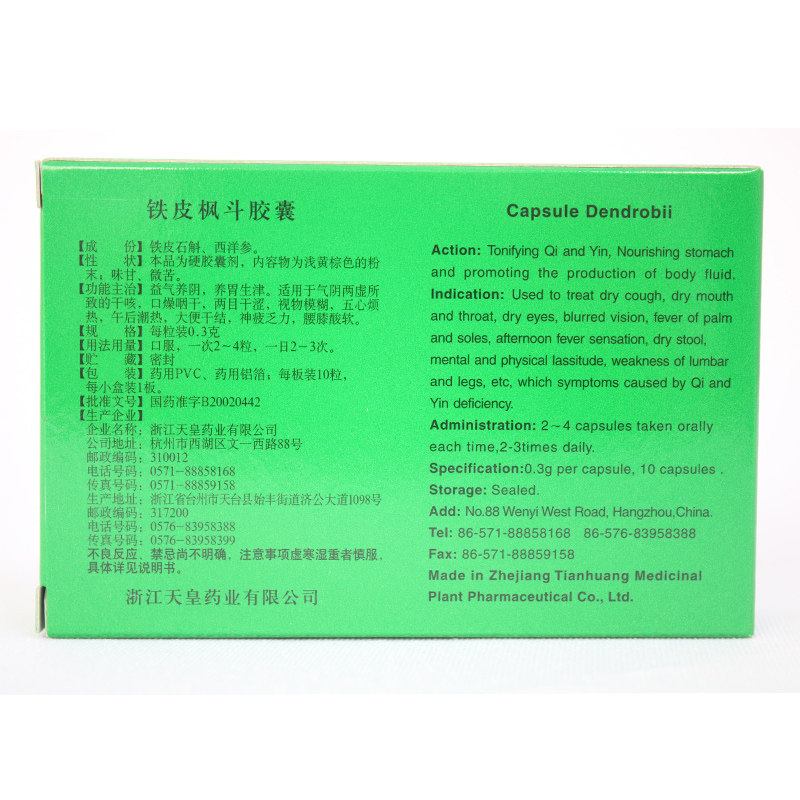 铁皮枫斗胶囊
【成 份】铁皮石斛、西洋参。
【性 状】本品为硬胶囊剂，内容物为浅黄棕色的粉
末；味甘、微苦。
【功能主治】益气养阴，养胃生津。适用于气阴两虚所
致的干咳、口燥咽干，两目干涩，视物模糊、五心烦
热，午后潮热，大便干结，神疲乏力，腰膝酸软。
【规 格】每粒装0.3克
【用法用量】口服，一次2~4粒，一日2~3次。
【贮 藏】密封
【包 装】药用PVC、药用铝箔；每板装10粒，
每小盒装1板。
【批准文号】国药准字B20020442
【生产企业】
企业名称：浙江天皇药业有限公司
公司地址：杭州市西湖区文一西路88号
邮政编码：310012
电话号码：0571-88858168
传真号码：0571-88859158
生产地址：浙江省台州市天台县始丰街道济公大道1098号
邮政编码：317200
电话号码：0576-83958388
传真号码：0576-83958399
不良反应、禁忌尚不明确，注意事项虚寒湿重者慎服，
具体详见说明书。
浙江天皇药业有限公司
Capsule Dendrobii
Action: Tonifying Qi and Yin, Nourishing stomach
and promoting the production of body fluid.
Indication: Used to treat dry cough, dry mouth
and throat, dry eyes, blurred vision, fever of palm
and soles, afternoon fever sensation, dry stool,
mental and physical lassitude, weakness of lumbar
and legs, etc, which symptoms caused by Qi and
Yin deficiency.
Administration: 2~4 capsules taken orally
each time,2-3times daily.
Specification:0.3g per capsule, 10 capsules .
Storage: Sealed.
Add: No.88 Wenyi West Road, Hangzhou,China.
Tel: 86-571-88858168 86-576-83958388
Fax: 86-571-88859158
Made in Zhejiang Tianhuang Medicinal
Plant Pharmaceutical Co., Ltd.